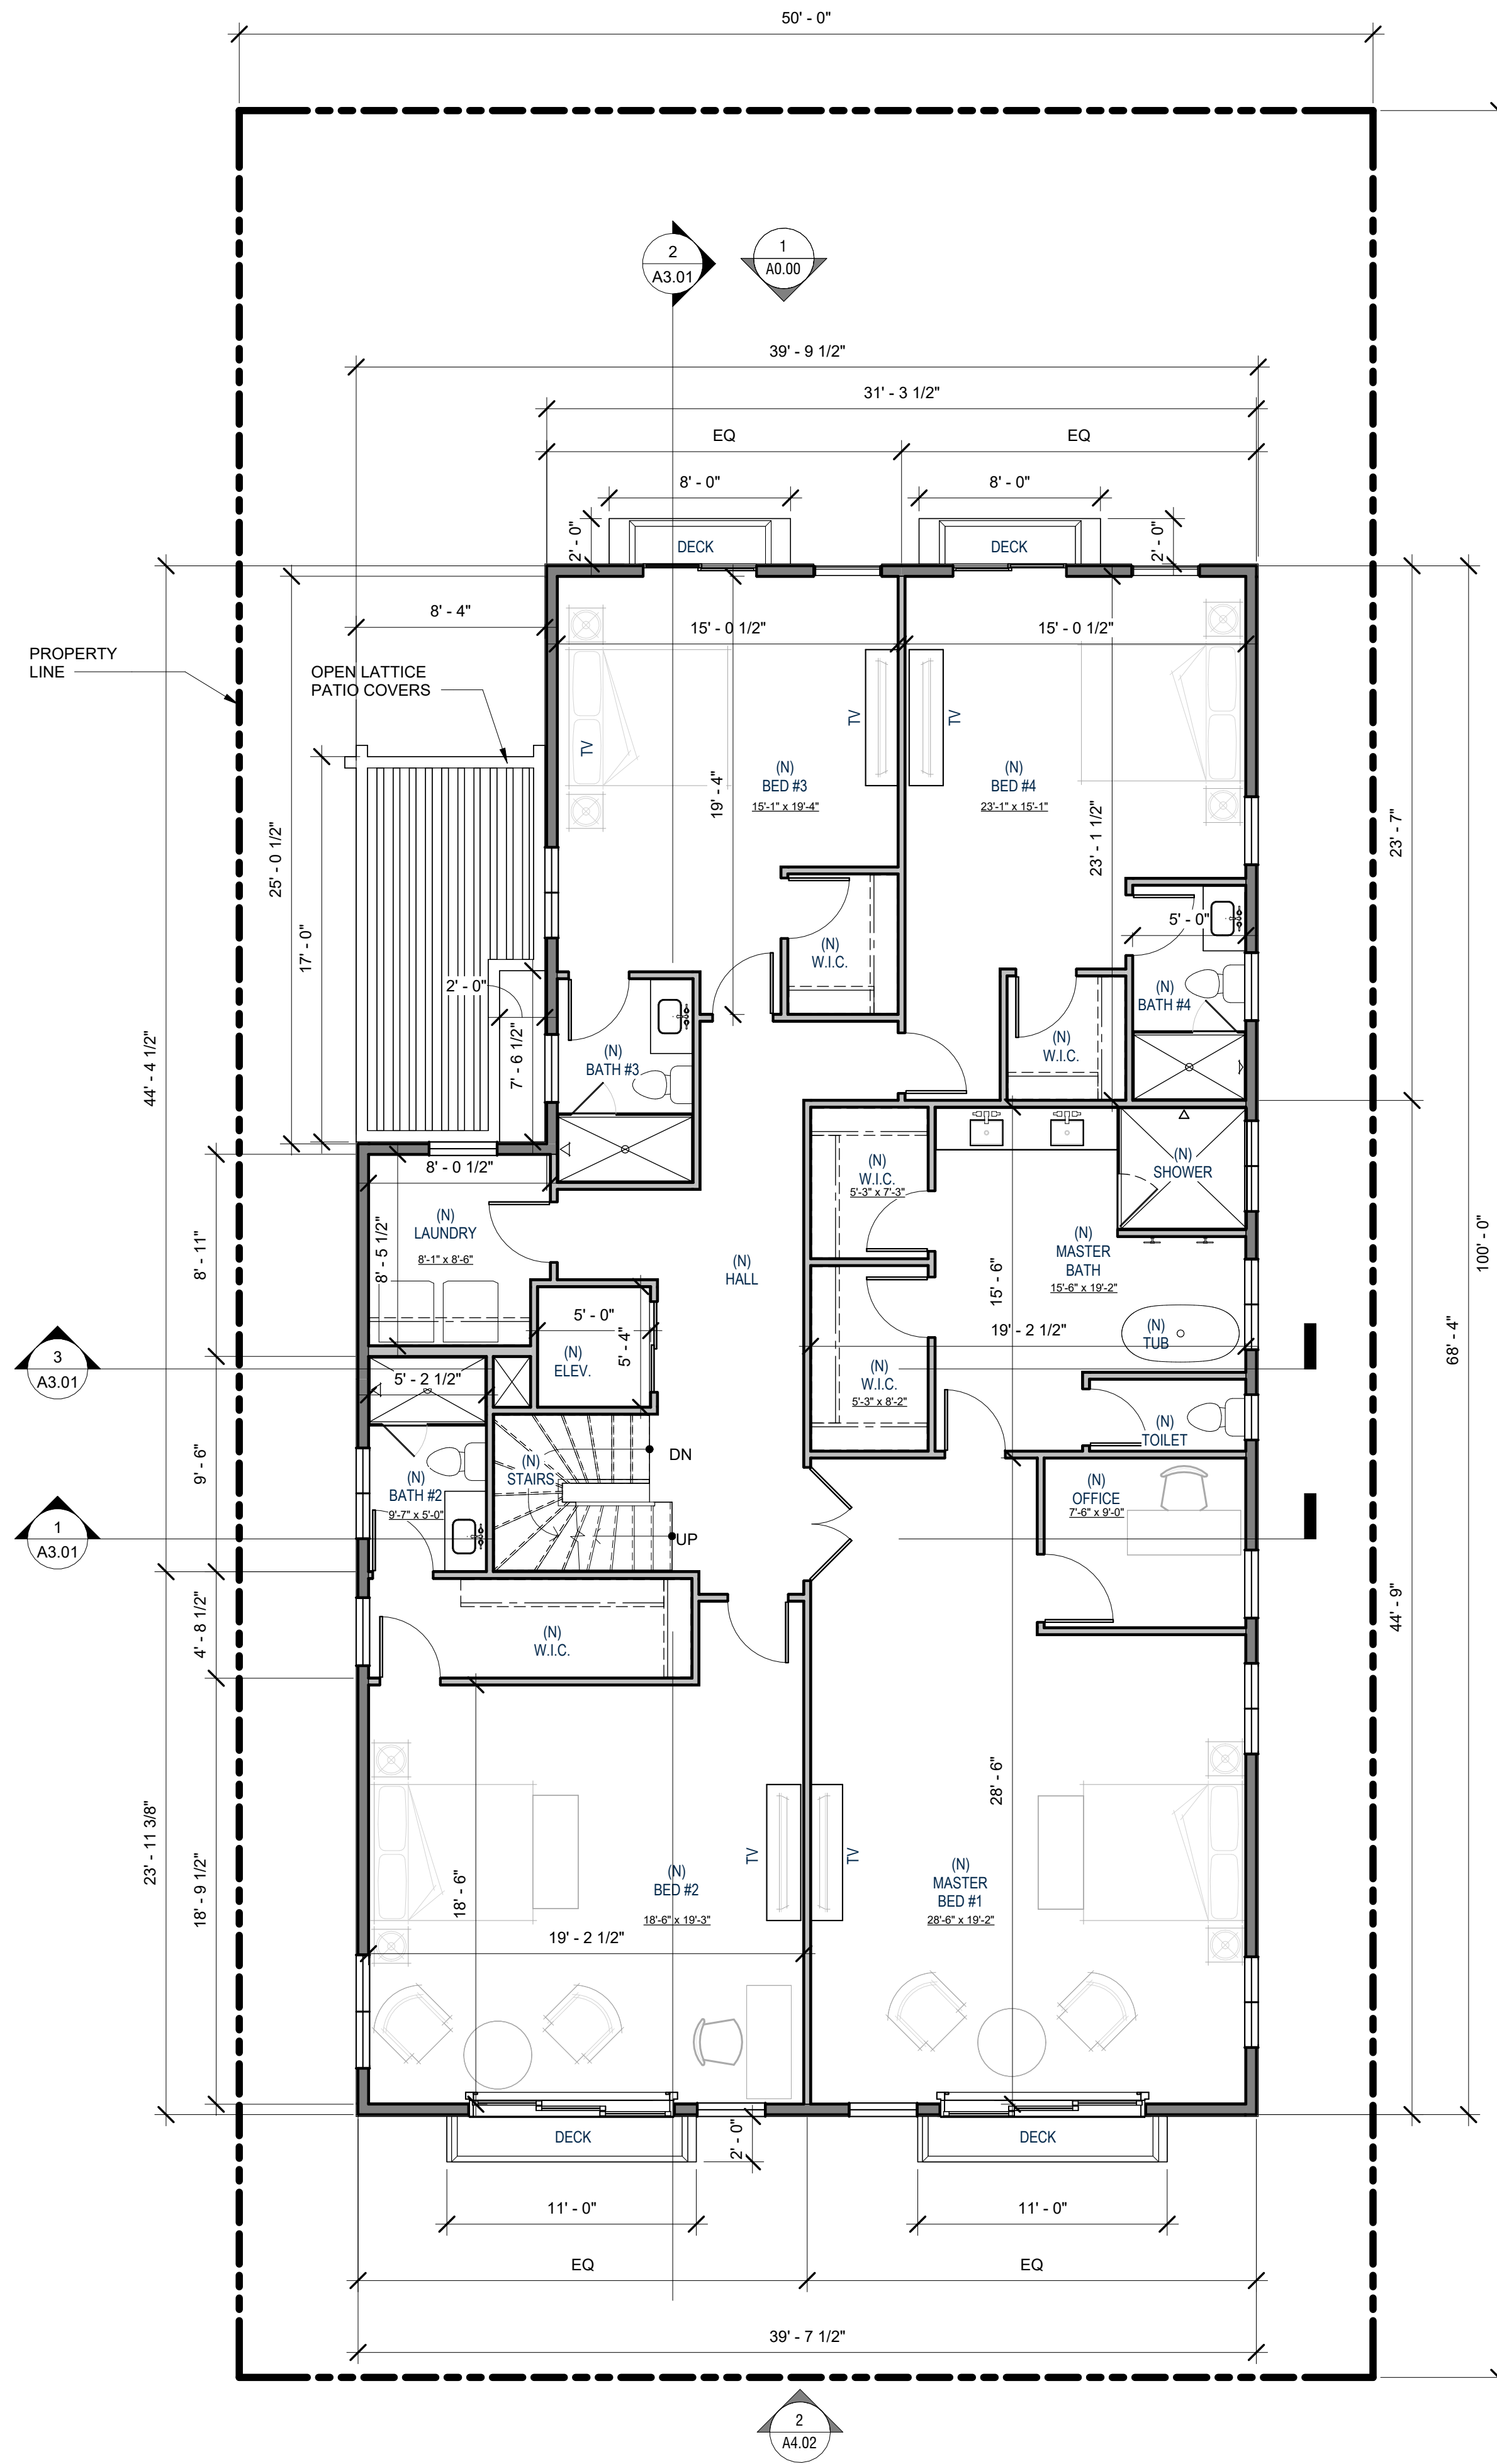 50' - 0"
2
A3.01
1
A0.00
39' - 9 1/2"
31' - 3 1/2"
EQ
EQ
8' - 0"
8' - 0"
2' - 0"
DECK
DECK
2' - 0"
8' - 4"
15' - 0 1/2"
15' - 0 1/2"
PROPERTY
LINE
OPEN LATTICE
PATIO COVERS
TV
TV
TV
(N)
BED #3
15'-1" x 19'-4"
19' - 4"
(N)
BED #4
23'-1" x 15'-1"
23' - 1 1/2"
25' - 0 1/2"
23' - 7"
17' - 0"
44' - 4 1/2"
5' - 0"
(N)
W.I.C.
2' - 0"
(N)
BATH #4
7' - 6 1/2"
(N)
BATH #3
(N)
W.I.C.
8' - 0 1/2"
(N)
W.I.C.
5'-3" x 7'-3"
(N)
SHOWER
(N)
LAUNDRY
8'-1" x 8'-6"
8' - 5 1/2"
8' - 11"
(N)
HALL
(N)
MASTER
BATH
15'-6" x 19'-2"
15' - 6"
100' - 0"
5' - 0"
5' - 4"
(N)
ELEV.
19' - 2 1/2"
(N)
TUB
68' - 4"
3
A3.01
5' - 2 1/2"
(N)
W.I.C.
5'-3" x 8'-2"
(N)
TOILET
9' - 6"
(N)
STAIRS
DN
(N)
BATH #2
9'-7" x 5'-0"
(N)
OFFICE
7'-6" x 9'-0"
1
A3.01
UP
44' - 9"
4' - 8 1/2"
(N)
W.I.C.
28' - 6"
23' - 11 3/8"
18' - 9 1/2"
18' - 6"
TV
TV
(N)
BED #2
18'-6" x 19'-3"
(N)
MASTER
BED #1
28'-6" x 19'-2"
19' - 2 1/2"
DECK
2' - 0"
DECK
11' - 0"
11' - 0"
EQ
EQ
39' - 7 1/2"
2
A4.02